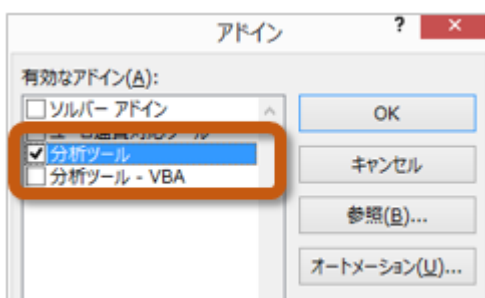 アドイン
? ×
有効なアドイン(A):
ソルバー アドイン
分析ツール
分析ツール - VBA
OK
キャンセル
参照(B)...
オートメーション(U)...